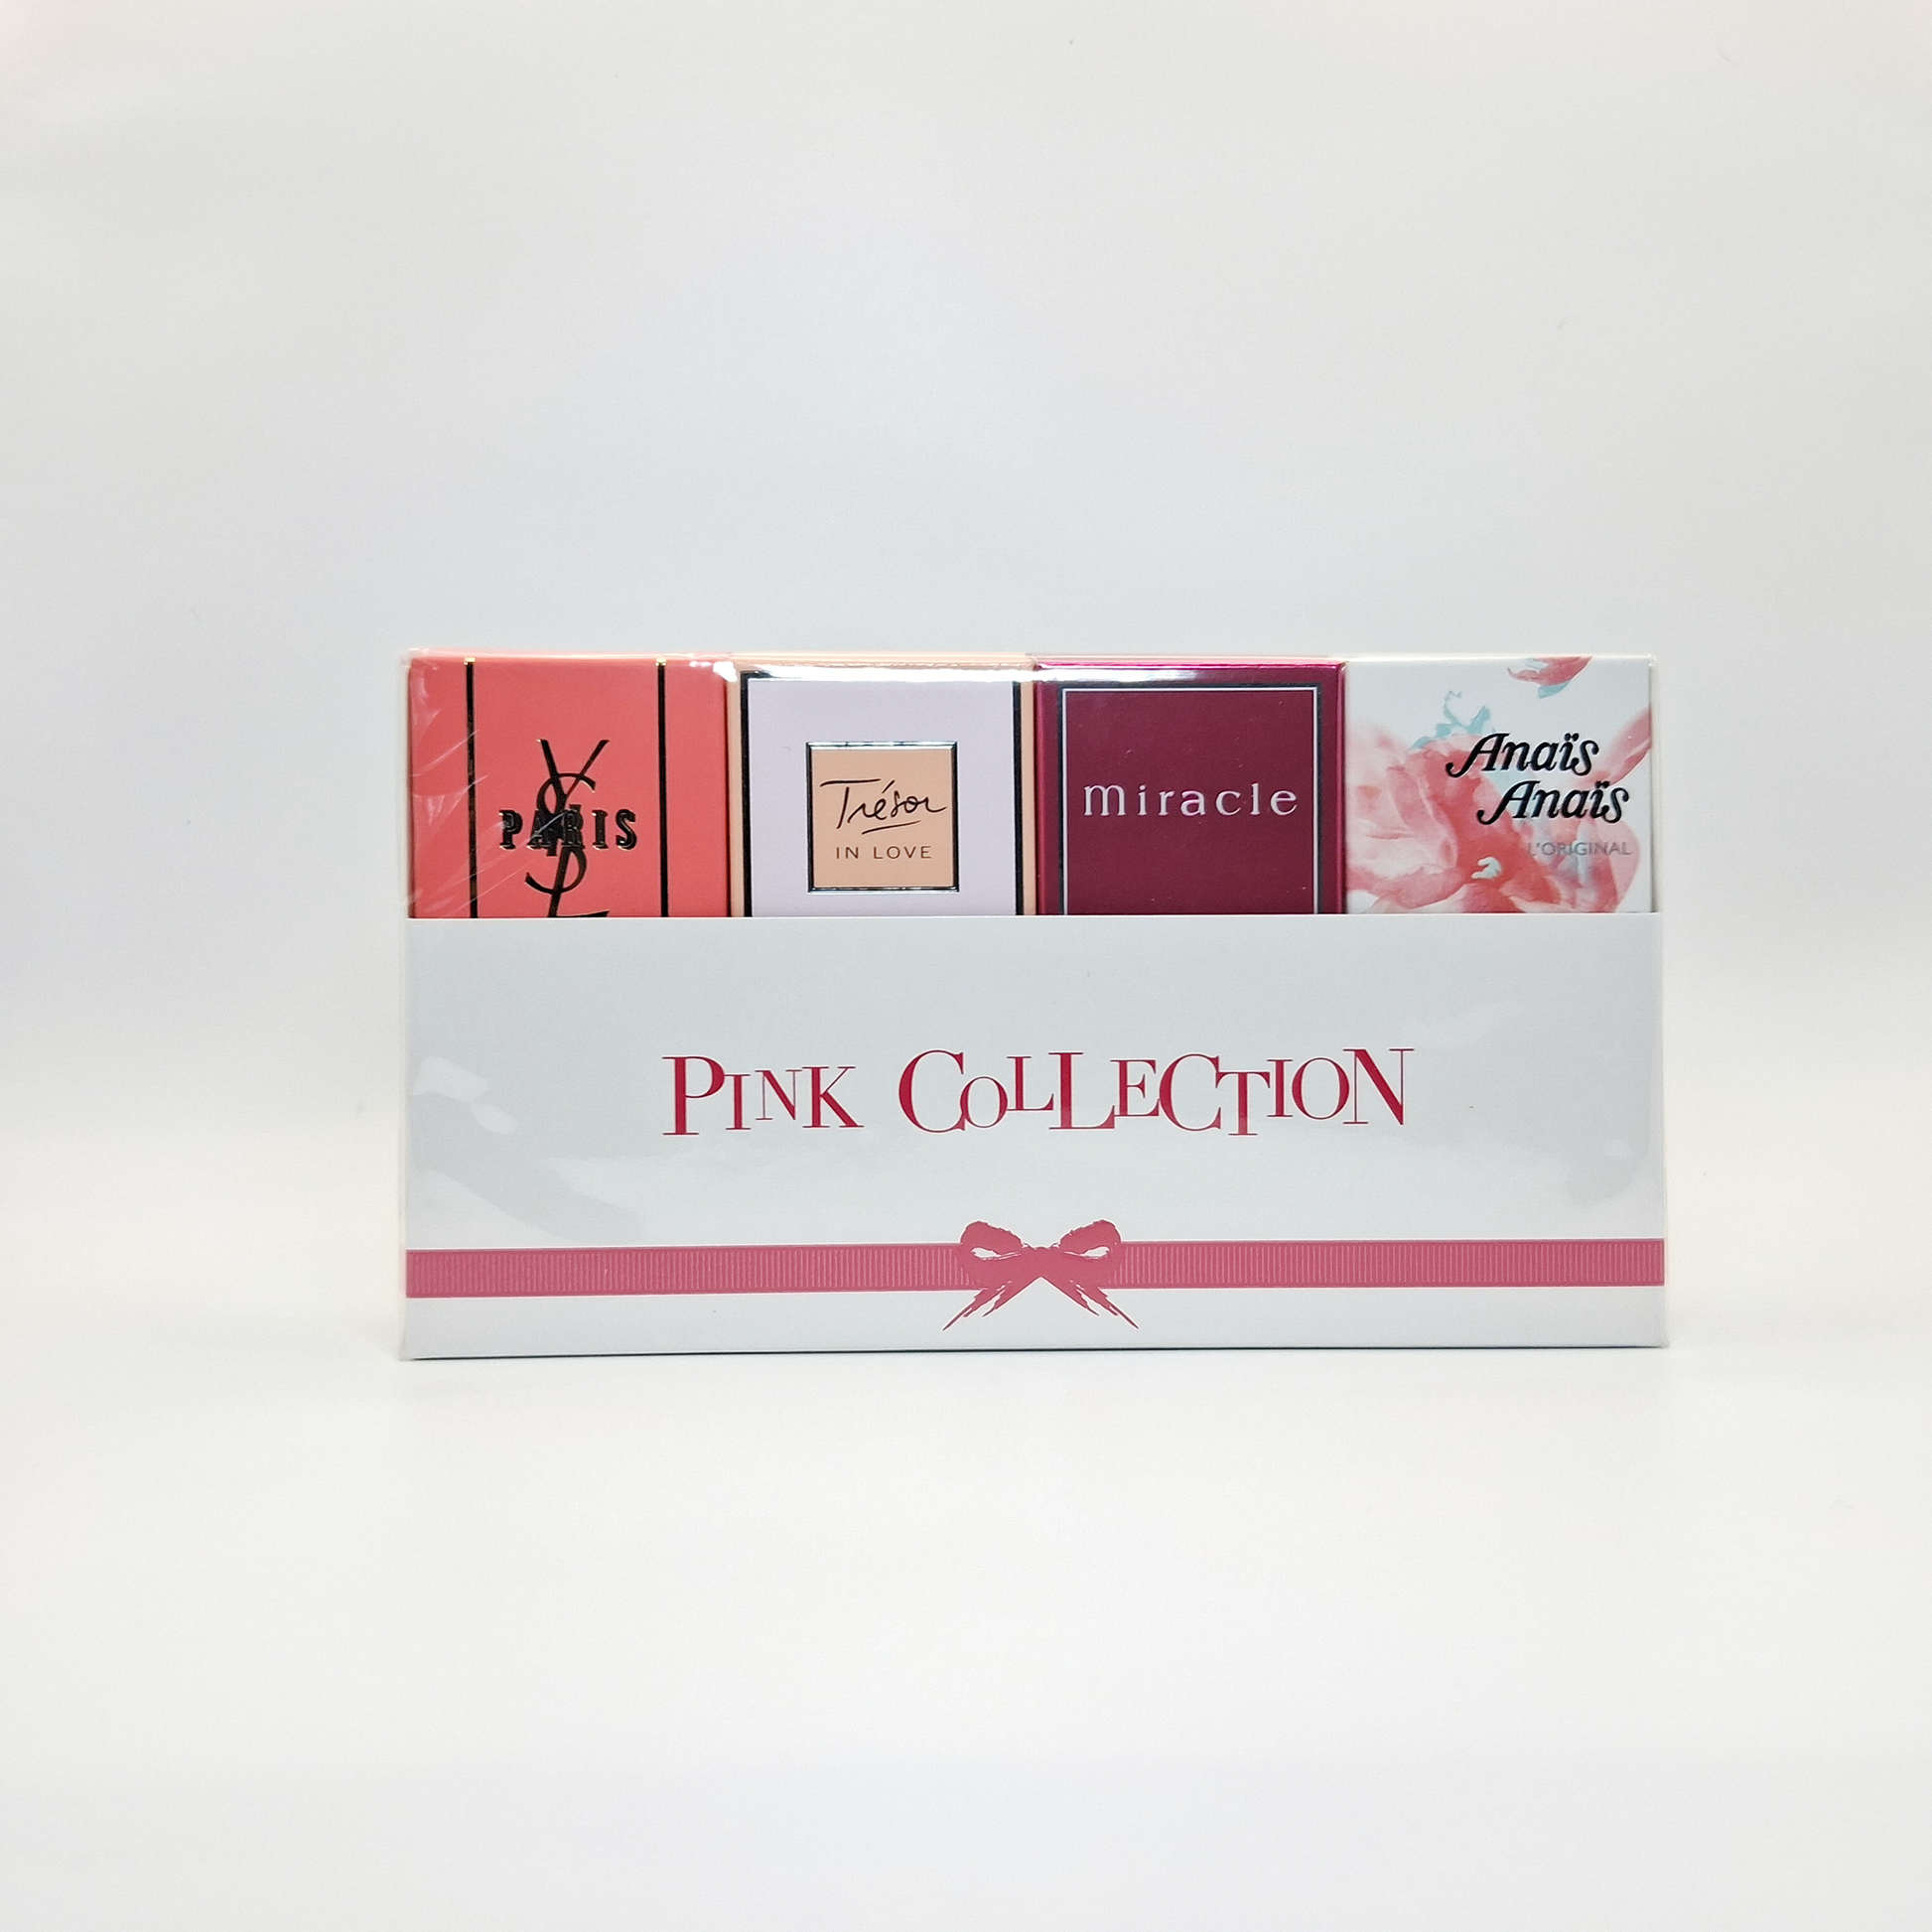 YSL
PARIS
Trésor
IN LOVE
miracle
Anaïs
Anaïs
L'ORIGINAL
PINK COLLECTION